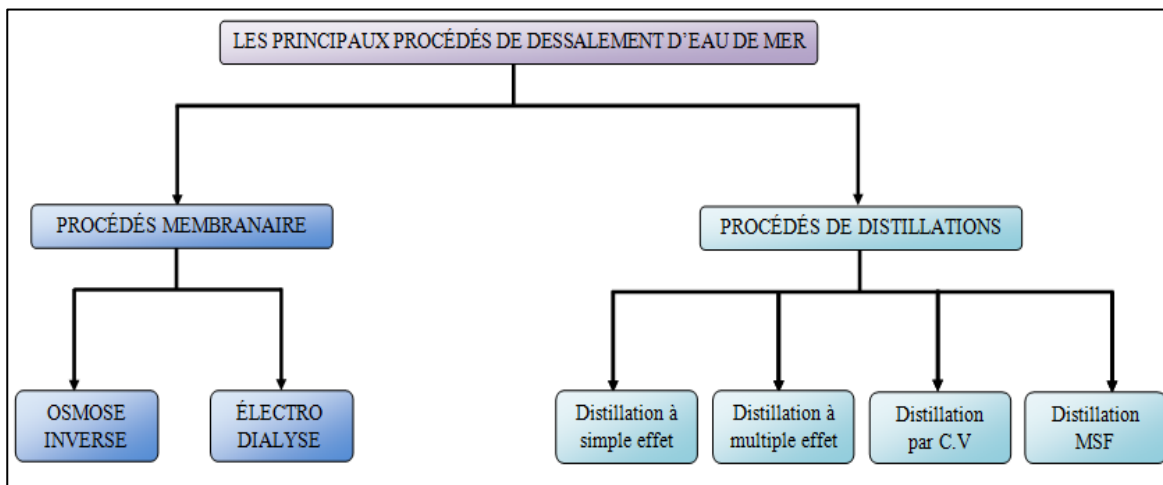 LES PRINCIPAUX PROCÉDÉS DE DESSALEMENT D’EAU DE MER
PROCÉDÉS MEMBRANAIRE
PROCÉDÉS DE DISTILLATIONS
OSMOSE
INVERSE
ÉLECTRO
DIALYSE
Distillation à
simple effet
Distillation à
multiple effet
Distillation
par C.V
Distillation
MSF